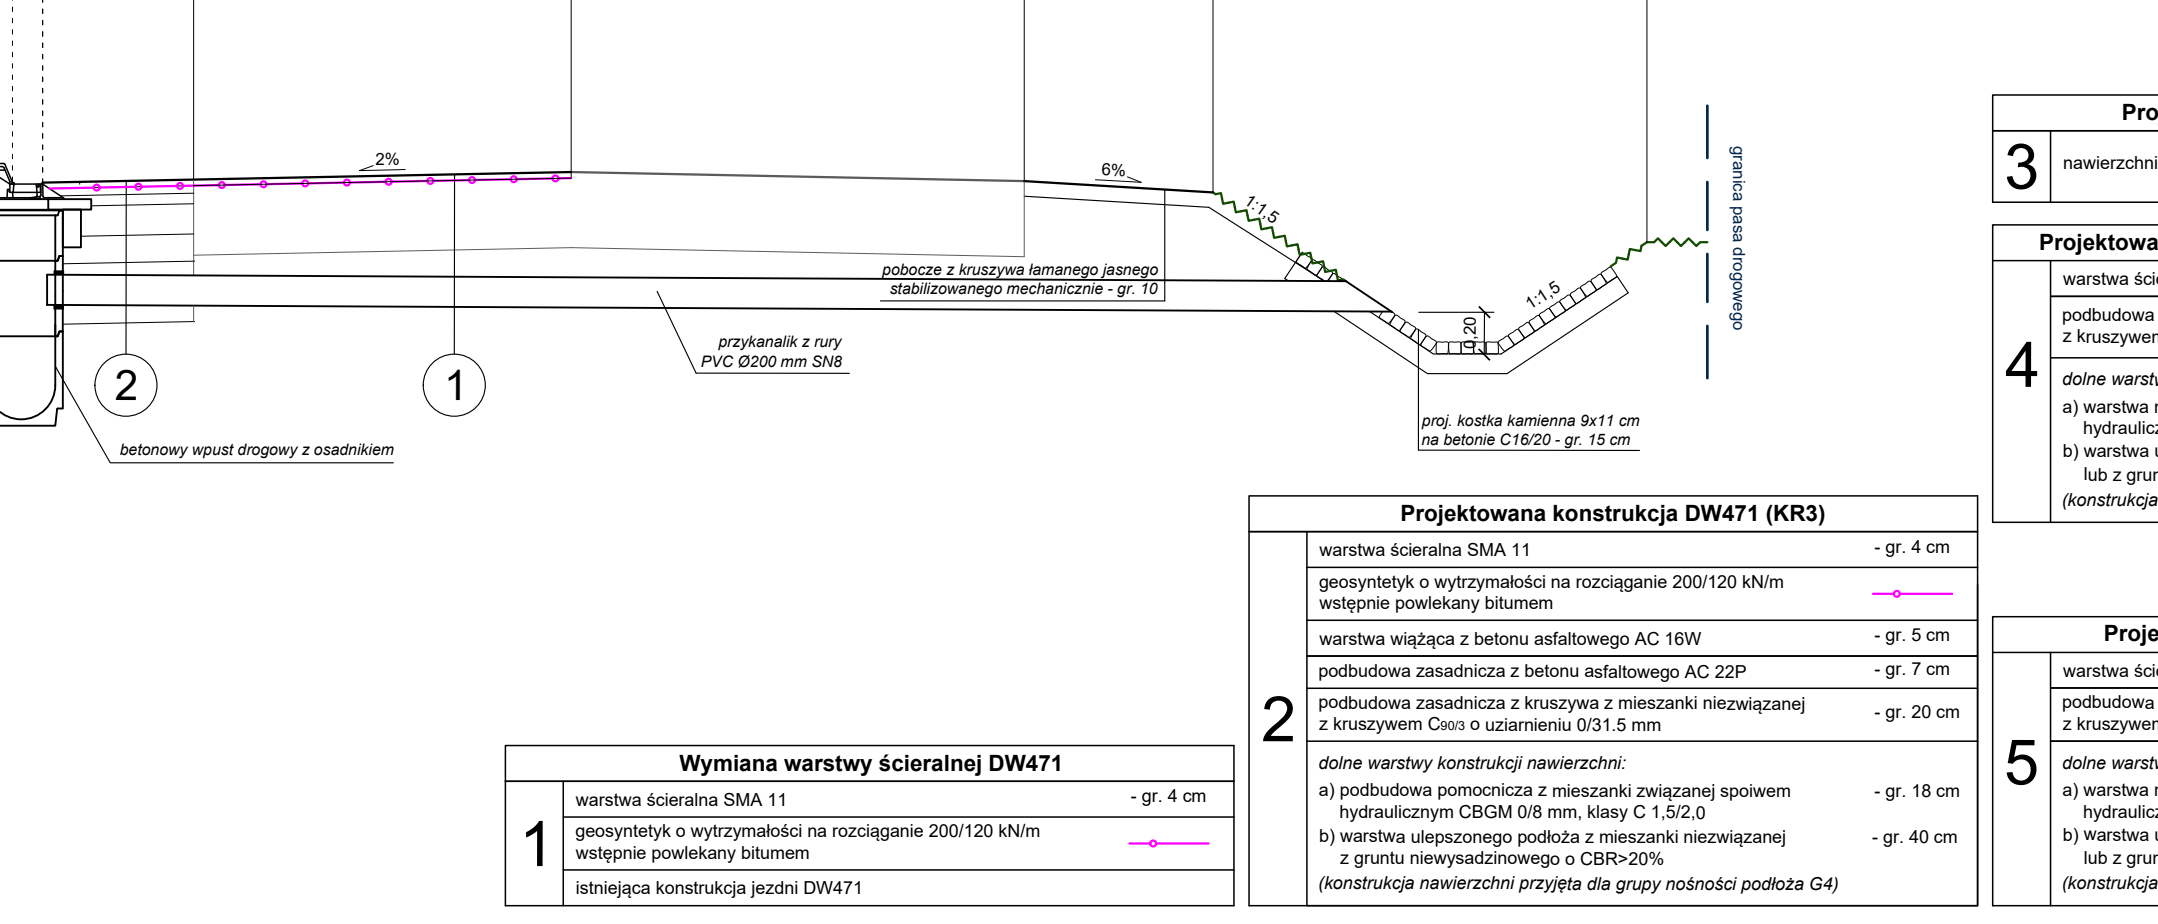 2%
6%
1:1,5
granica pasa drogowego
pobocze z kruszywa łamanego jasnego
stabilizowanego mechanicznie - gr. 10
1:1,5
0,20
przykanalik z rury
PVC Ø200 mm SN8
2
1
betonowy wpust drogowy z osadnikiem
proj. kostka kamienna 9x11 cm
na betonie C16/20 - gr. 15 cm
Wymiana warstwy ścieralnej DW471
1
warstwa ścieralna SMA 11 - gr. 4 cm
geosyntetyk o wytrzymałości na rozciąganie 200/120 kN/m
wstępnie powlekany bitumem
istniejąca konstrukcja jezdni DW471
Projektowana konstrukcja DW471 (KR3)
2
warstwa ścieralna SMA 11 - gr. 4 cm
geosyntetyk o wytrzymałości na rozciąganie 200/120 kN/m
wstępnie powlekany bitumem
warstwa wiążąca z betonu asfaltowego AC 16W - gr. 5 cm
podbudowa zasadnicza z betonu asfaltowego AC 22P - gr. 7 cm
podbudowa zasadnicza z kruszywa z mieszanki niezwiązanej
z kruszywem C90/3 o uziarnieniu 0/31.5 mm - gr. 20 cm
dolne warstwy konstrukcji nawierzchni:
a) podbudowa pomocnicza z mieszanki związanej spoiwem - gr. 18 cm
hydraulicznym CBGM 0/8 mm, klasy C 1,5/2,0
b) warstwa ulepszonego podłoża z mieszanki niezwiązanej - gr. 40 cm
z gruntu niewysadzinowego o CBR>20%
(konstrukcja nawierzchni przyjęta dla grupy nośności podłoża G4)
Pro
3
nawierzchni
Projektowa
4
warstwa ście
podbudowa
z kruszywem
dolne warstw
a) warstwa
hydraulicz
b) warstwa u
lub z grun
(konstrukcja
Proje
5
warstwa ście
podbudowa
z kruszywem
dolne warstw
a) warstwa
hydraulicz
b) warstwa u
lub z grun
(konstrukcja